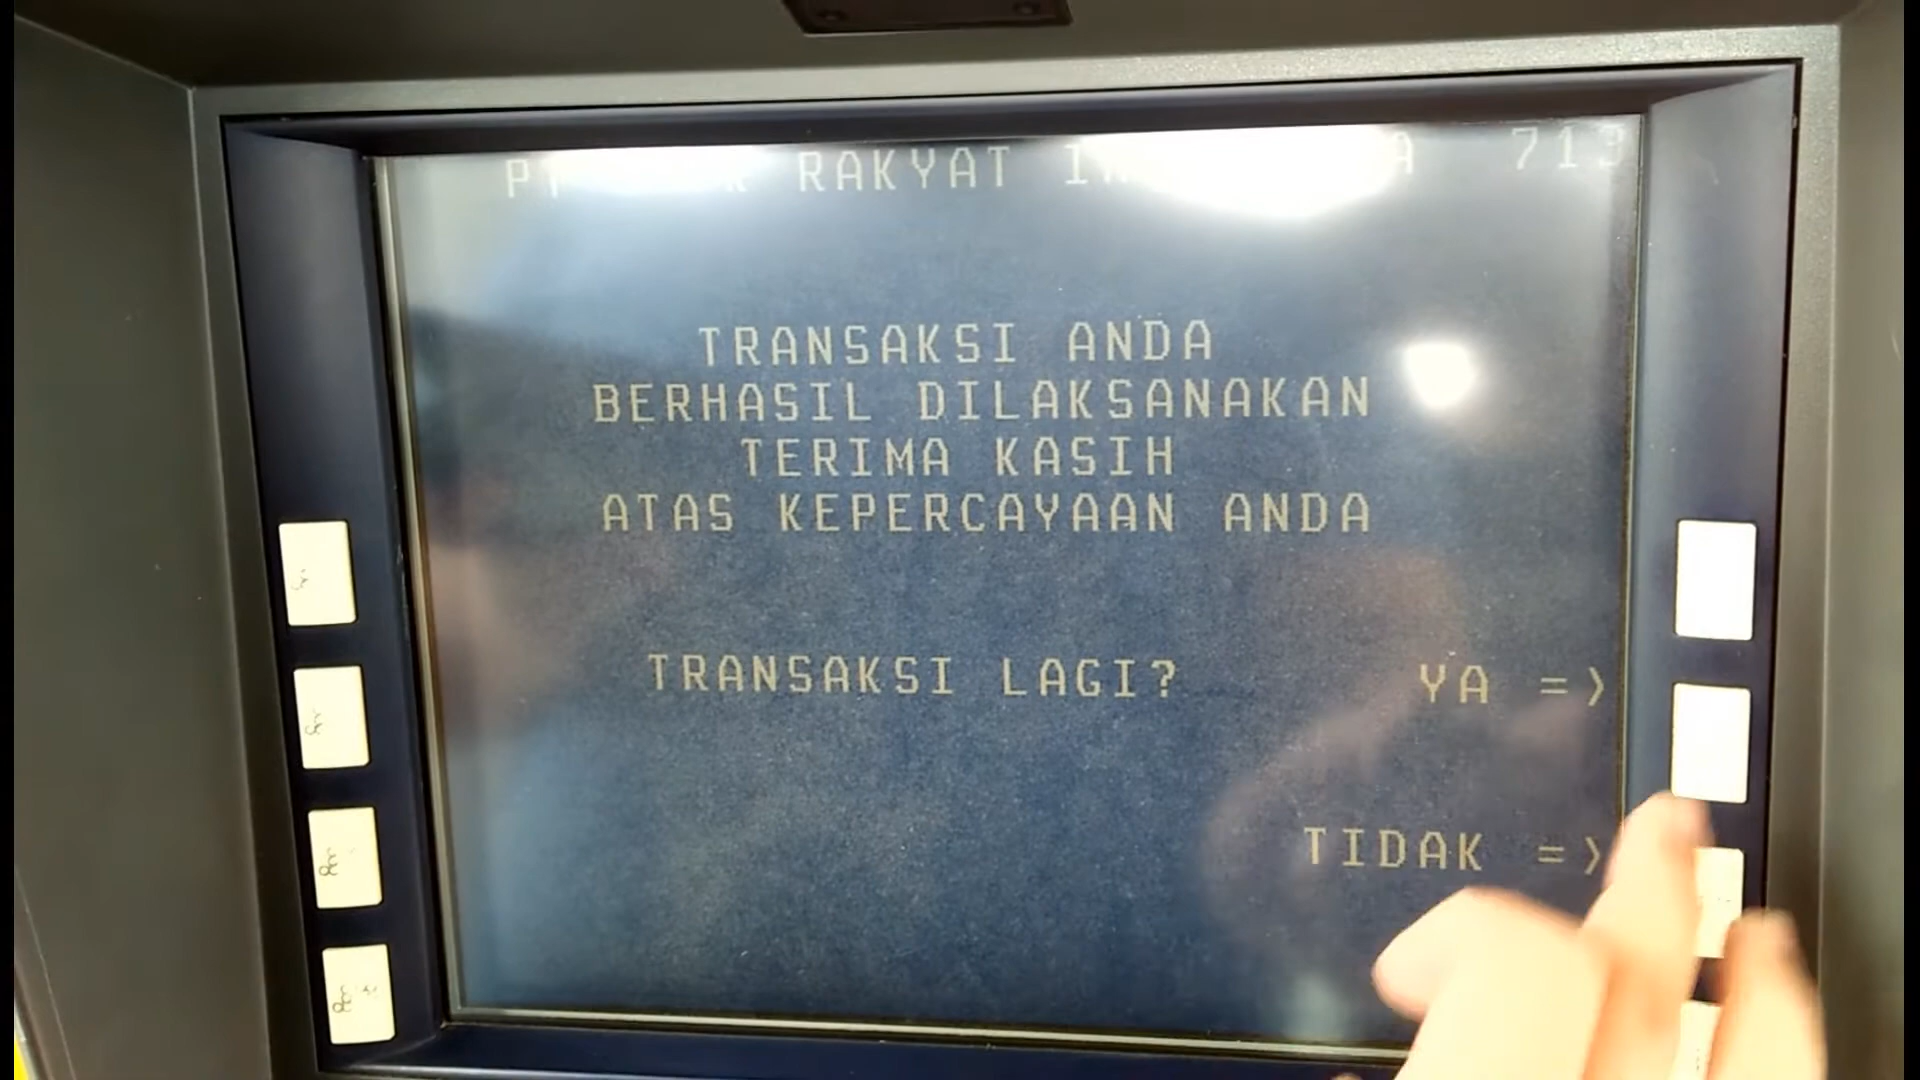 RAKYAT
TRANSAKSI ANDA
BERHASIL DILAKSANAKAN
TERIMA KASIH
ATAS KEPERCAYAAN ANDA
TRANSAKSI LAGI? YA =>
TIDAK =>